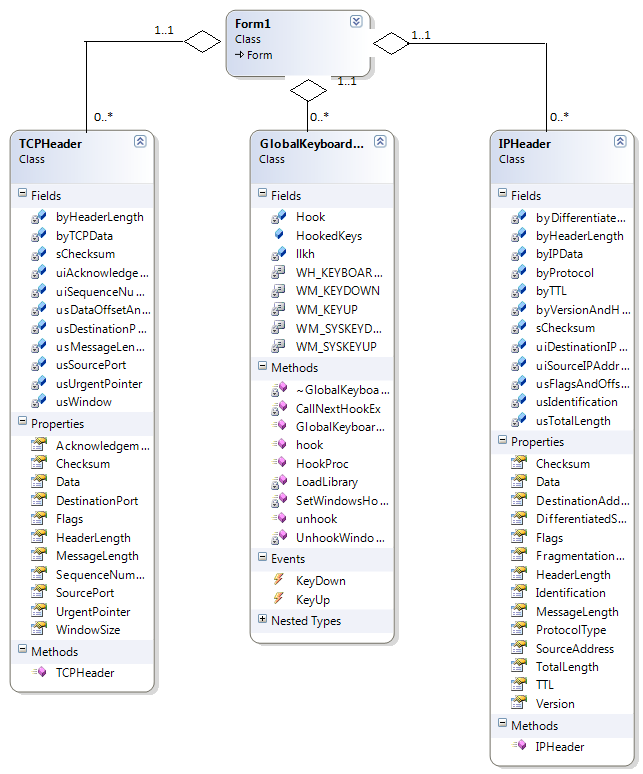 Form1
Class
Form
1..1
1..1
1..1
0..*
0..*
0..*
TCPHeader
Class
Fields
byHeaderLength
byTCPData
sChecksum
uiAcknowledge...
uiSequenceNu...
usDataOffsetAn...
usDestinationP...
usMessageLen...
usSourcePort
usUrgentPointer
usWindow
Properties
Acknowledgem...
Checksum
Data
DestinationPort
Flags
HeaderLength
MessageLength
SequenceNum...
SourcePort
UrgentPointer
WindowSize
Methods
TCPHeader
GlobalKeyboard...
Class
Fields
Hook
HookedKeys
llkh
WH_KEYBOAR...
WM_KEYDOWN
WM_KEYUP
WM_SYSKEYD...
WM_SYSKEYUP
Methods
~GlobalKeyboa...
CallNextHookEx
GlobalKeyboar...
hook
HookProc
LoadLibrary
SetWindowsHo...
unhook
UnhookWindo...
Events
KeyDown
KeyUp
Nested Types
IPHeader
Class
Fields
byDifferentiate...
byHeaderLength
byIPData
byProtocol
byTTL
byVersionAndH...
sChecksum
uiDestinationIP...
uiSourceIPAddr...
usFlagsAndOffs...
usIdentification
usTotalLength
Properties
Checksum
Data
DestinationAdd...
DifferentiatedS...
Flags
Fragmentation...
HeaderLength
Identification
MessageLength
ProtocolType
SourceAddress
TotalLength
TTL
Version
Methods
IPHeader